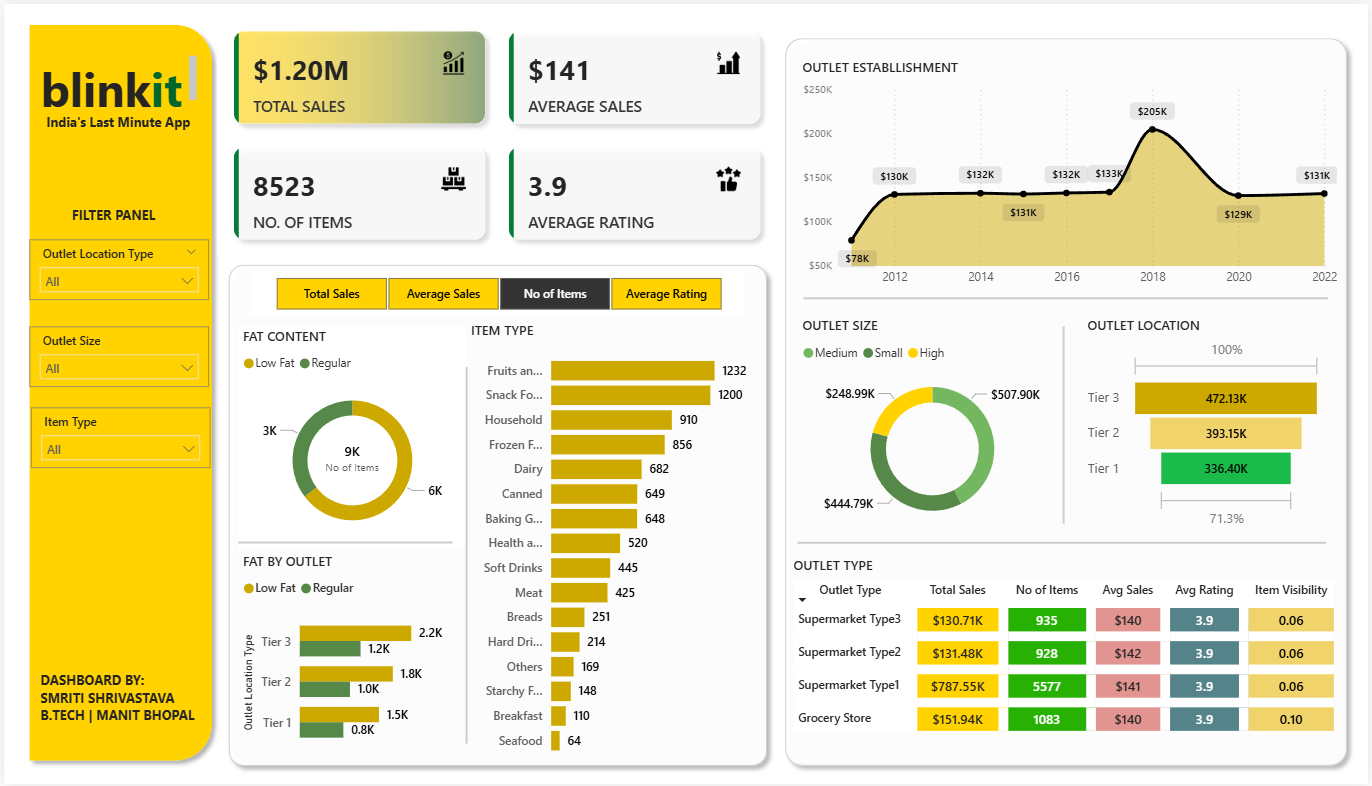 blinkit
India's Last Minute App
FILTER PANEL
Outlet Location Type
All
Outlet Size
All
Item Type
All
DASHBOARD BY:
SMRITI SHRIVASTAVA
B.TECH | MANIT BHOPAL
$1.20M
TOTAL SALES
$141
AVERAGE SALES
8523
NO. OF ITEMS
3.9
AVERAGE RATING
Total Sales
Average Sales
No of Items
Average Rating
FAT CONTENT
Low Fat
Regular
3K
9K
No of Items
6K
FAT BY OUTLET
Low Fat
Regular
Outlet Location Type
Tier 3
2.2K
1.2K
Tier 2
1.8K
1.0K
Tier 1
1.5K
0.8K
ITEM TYPE
Fruits an... 1232
Snack Fo... 1200
Household 910
Frozen F... 856
Dairy 682
Canned 649
Baking G... 648
Health a... 520
Soft Drinks 445
Meat 425
Breads 251
Hard Dri... 214
Others 169
Starchy F... 148
Breakfast 110
Seafood 64
OUTLET ESTABLLISHMENT
$250K
$200K
$150K
$100K
$50K
$78K
$130K
$132K
$131K
$132K
$133K
$205K
$129K
$131K
2012 2014 2016 2018 2020 2022
OUTLET SIZE
Medium Small High
$248.99K
$507.90K
$444.79K
OUTLET LOCATION
100%
Tier 3 472.13K
Tier 2 393.15K
Tier 1 336.40K
71.3%
OUTLET TYPE
Outlet Type Total Sales No of Items Avg Sales Avg Rating Item Visibility
Supermarket Type3 $130.71K 935 $140 3.9 0.06
Supermarket Type2 $131.48K 928 $142 3.9 0.06
Supermarket Type1 $787.55K 5577 $141 3.9 0.06
Grocery Store $151.94K 1083 $140 3.9 0.10